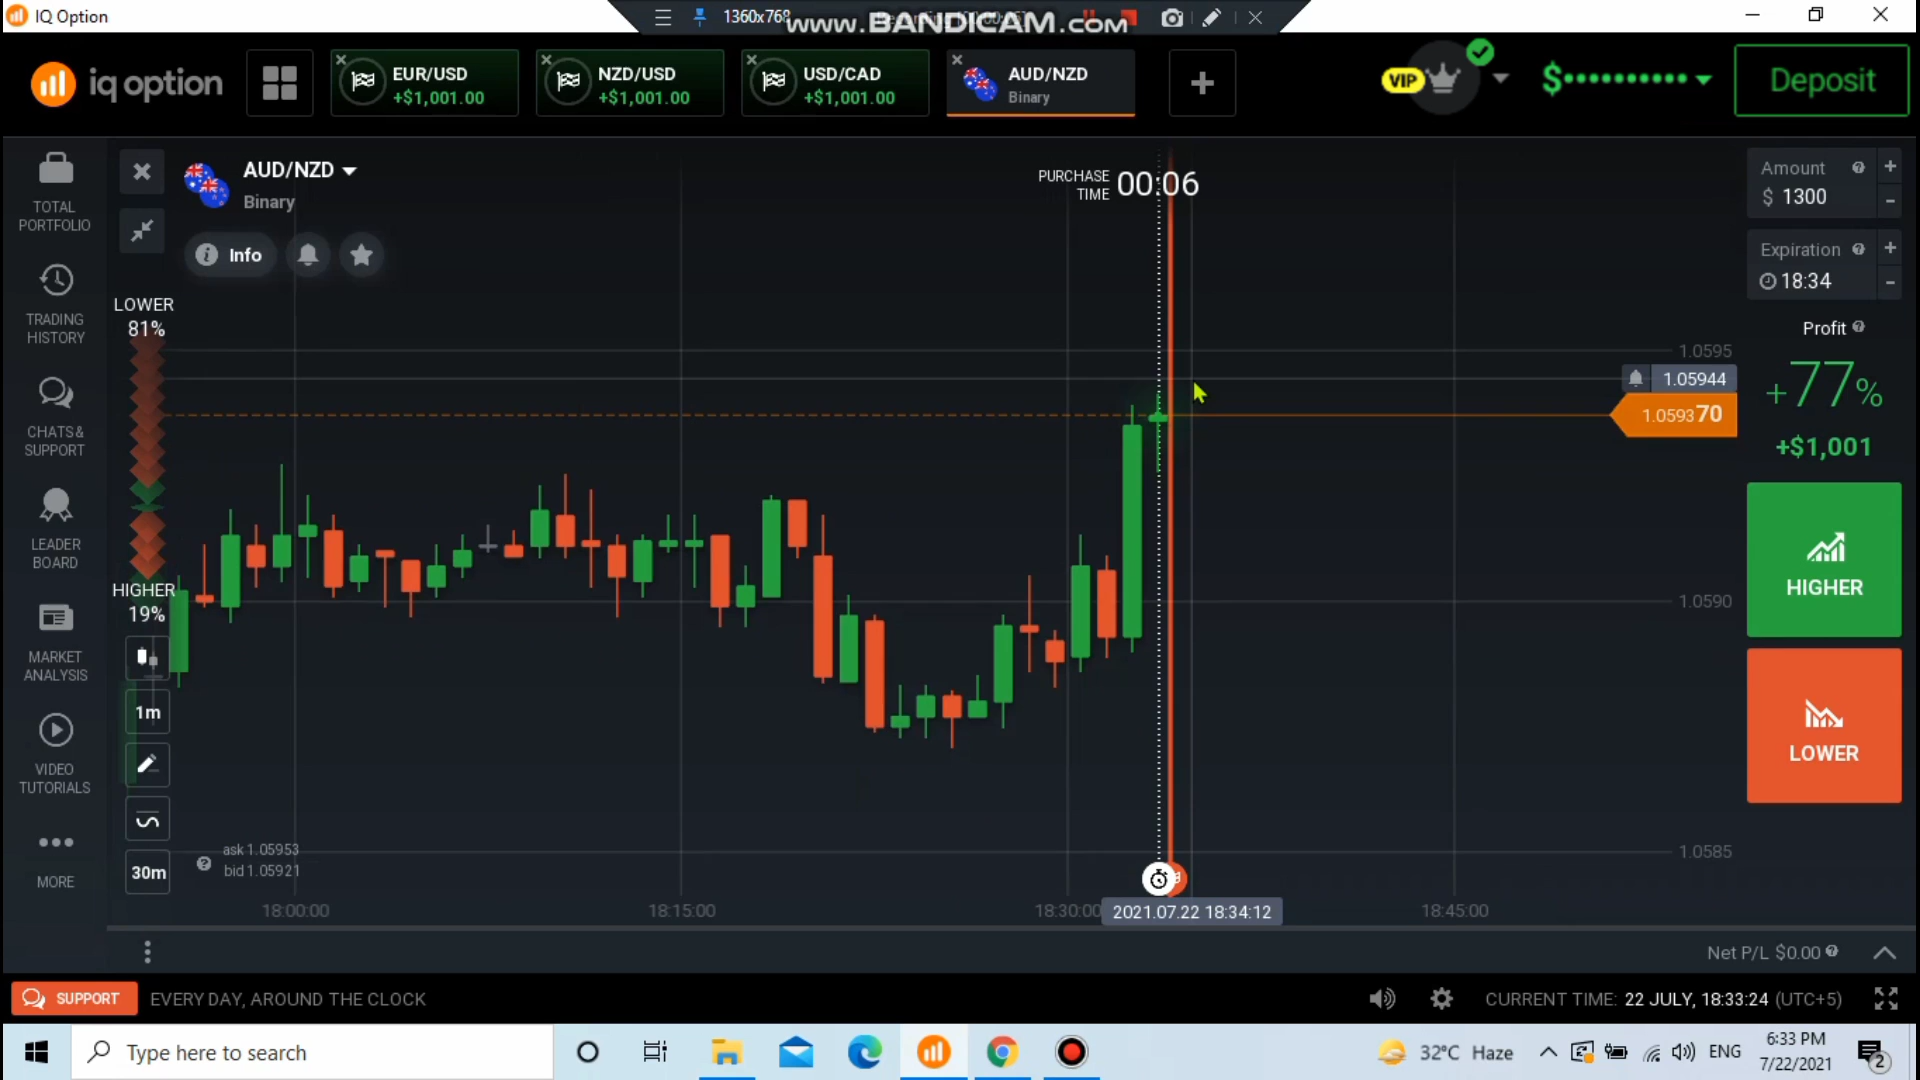 IQ Option
1360x768
www.BANDICAM.com
iq option
EUR/USD
+$1,001.00
NZD/USD
+$1,001.00
USD/CAD
+$1,001.00
AUD/NZD
Binary
VIP
$
Deposit
TOTAL
PORTFOLIO
TRADING
HISTORY
CHATS &
SUPPORT
LEADER
BOARD
MARKET
ANALYSIS
VIDEO
TUTORIALS
MORE
AUD/NZD
Binary
Info
LOWER
81%
HIGHER
19%
1m
30m
ask 1.05953
bid 1.05921
PURCHASE
TIME
00:06
1.0595
1.05944
1.059370
1.0590
1.0585
18:00:00
18:15:00
18:30:00
2021.07.22 18:34:12
18:45:00
Amount
$ 1300
Expiration
18:34
Profit
+77%
+$1,001
HIGHER
LOWER
Net P/L $0.00
SUPPORT
EVERY DAY, AROUND THE CLOCK
CURRENT TIME: 22 JULY, 18:33:24 (UTC+5)
Type here to search
32°C Haze
ENG
6:33 PM
7/22/2021
2